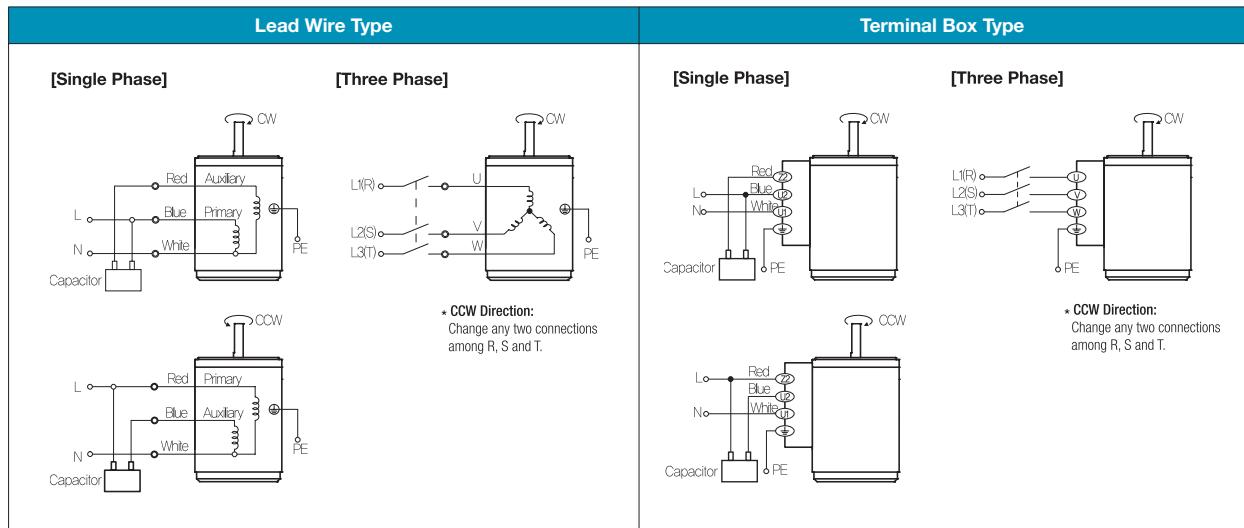 Lead Wire Type
[Single Phase]
CW
Red Auxiliary
L Blue Primary
N White
PE
Capacitor
CCW
L Red Primary
Blue Auxiliary
N White
PE
Capacitor
[Three Phase]
CW
L1(R) U
L2(S) V
L3(T) W
PE
* CCW Direction:
Change any two connections
among R, S and T.
Terminal Box Type
[Single Phase]
CW
Red Z2
L Blue U2
N White U1
Capacitor PE
CCW
L Red Z2
Blue U2
N White U1
Capacitor PE
[Three Phase]
CW
L1(R) U
L2(S) V
L3(T) W
PE
* CCW Direction:
Change any two connections
among R, S and T.